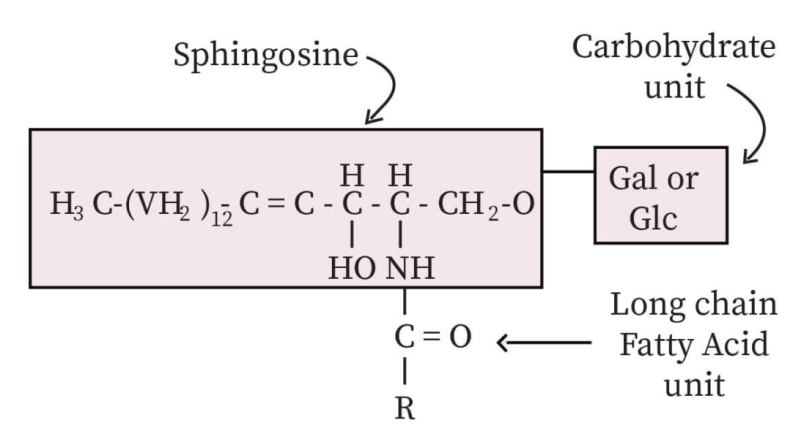 Sphingosine
Carbohydrate
unit
H H
H₃ C-(VH₂ )₁₂- C = C - C - C - CH₂-O
HO NH
Gal or
Glc
C = O
R
Long chain
Fatty Acid
unit